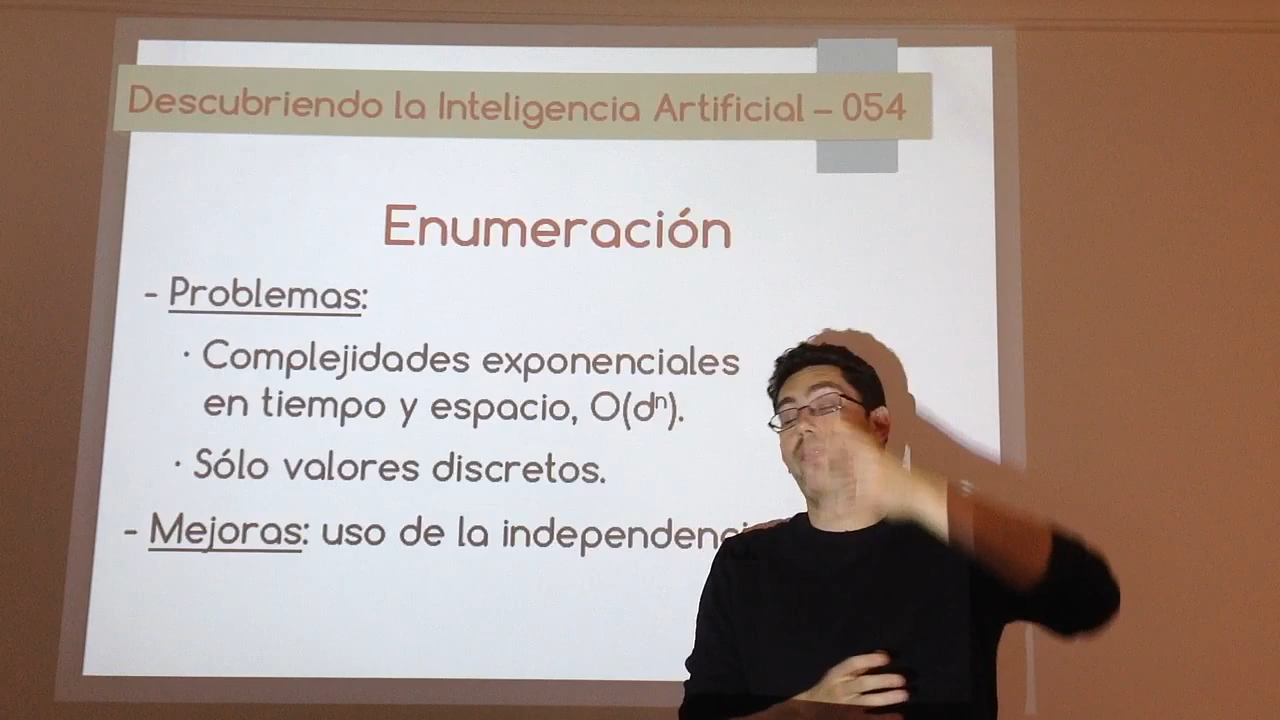 Descubriendo la Inteligencia Artificial – 054
Enumeración
- Problemas:
· Complejidades exponenciales
en tiempo y espacio, O(dⁿ).
· Sólo valores discretos.
- Mejoras: uso de la